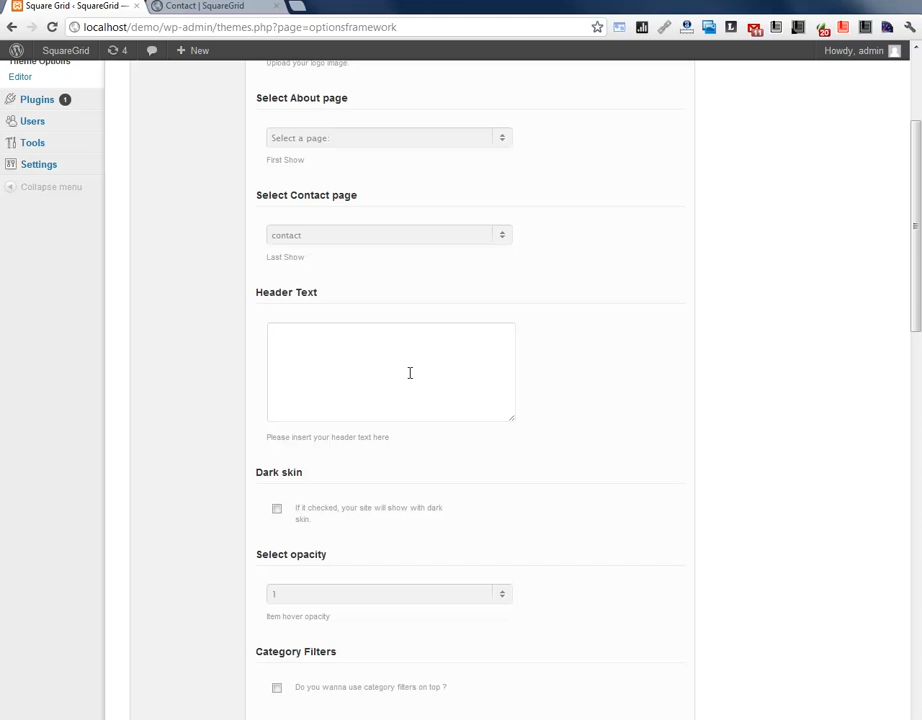 Square Grid ‹ SquareGrid —
Contact | SquareGrid
localhost/demo/wp-admin/themes.php?page=optionsframework
11
20
SquareGrid
4
New
Howdy, admin
Theme Options
Editor
Plugins 1
Users
Tools
Settings
Collapse menu
Upload your logo image.
Select About page
Select a page:
First Show
Select Contact page
contact
Last Show
Header Text
Please insert your header text here
Dark skin
If it checked, your site will show with dark
skin.
Select opacity
1
Item hover opacity
Category Filters
Do you wanna use category filters on top ?